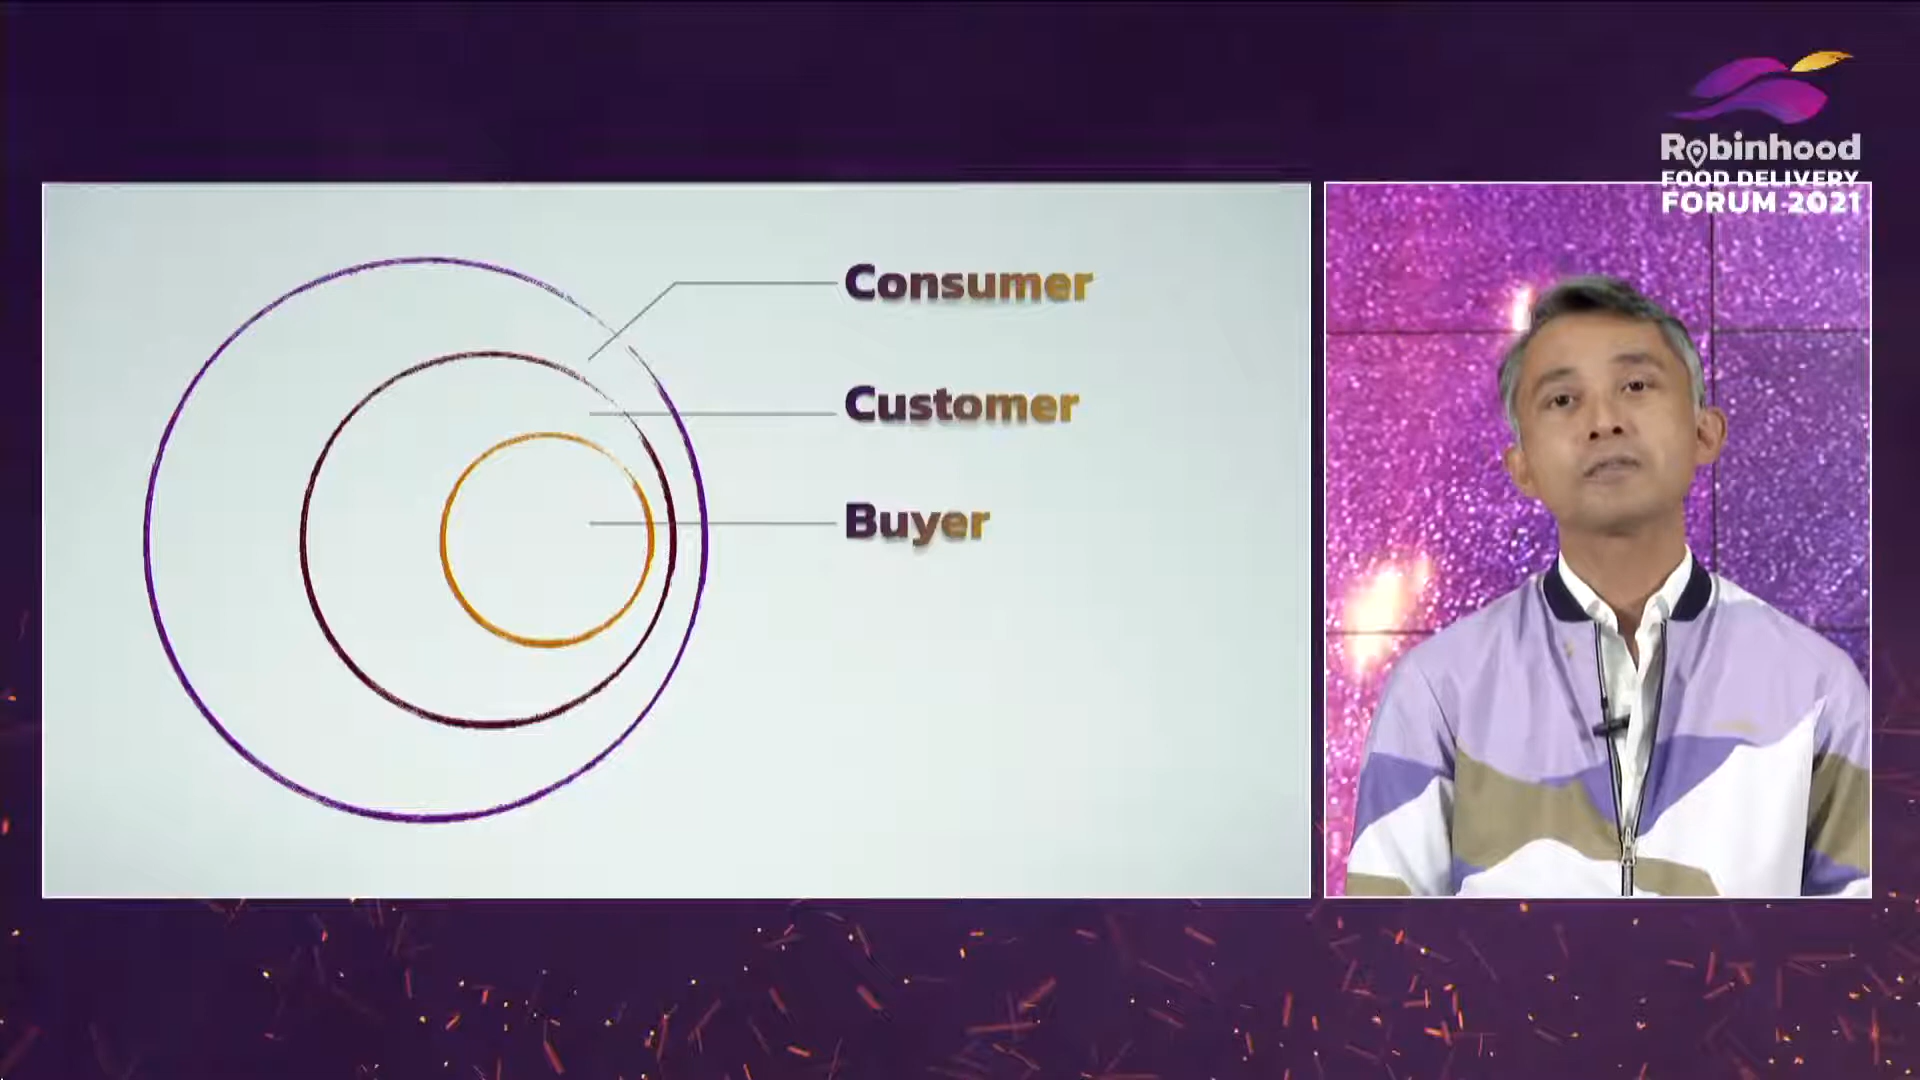 Robinhood
FOOD DELIVERY
FORUM 2021
Consumer
Customer
Buyer